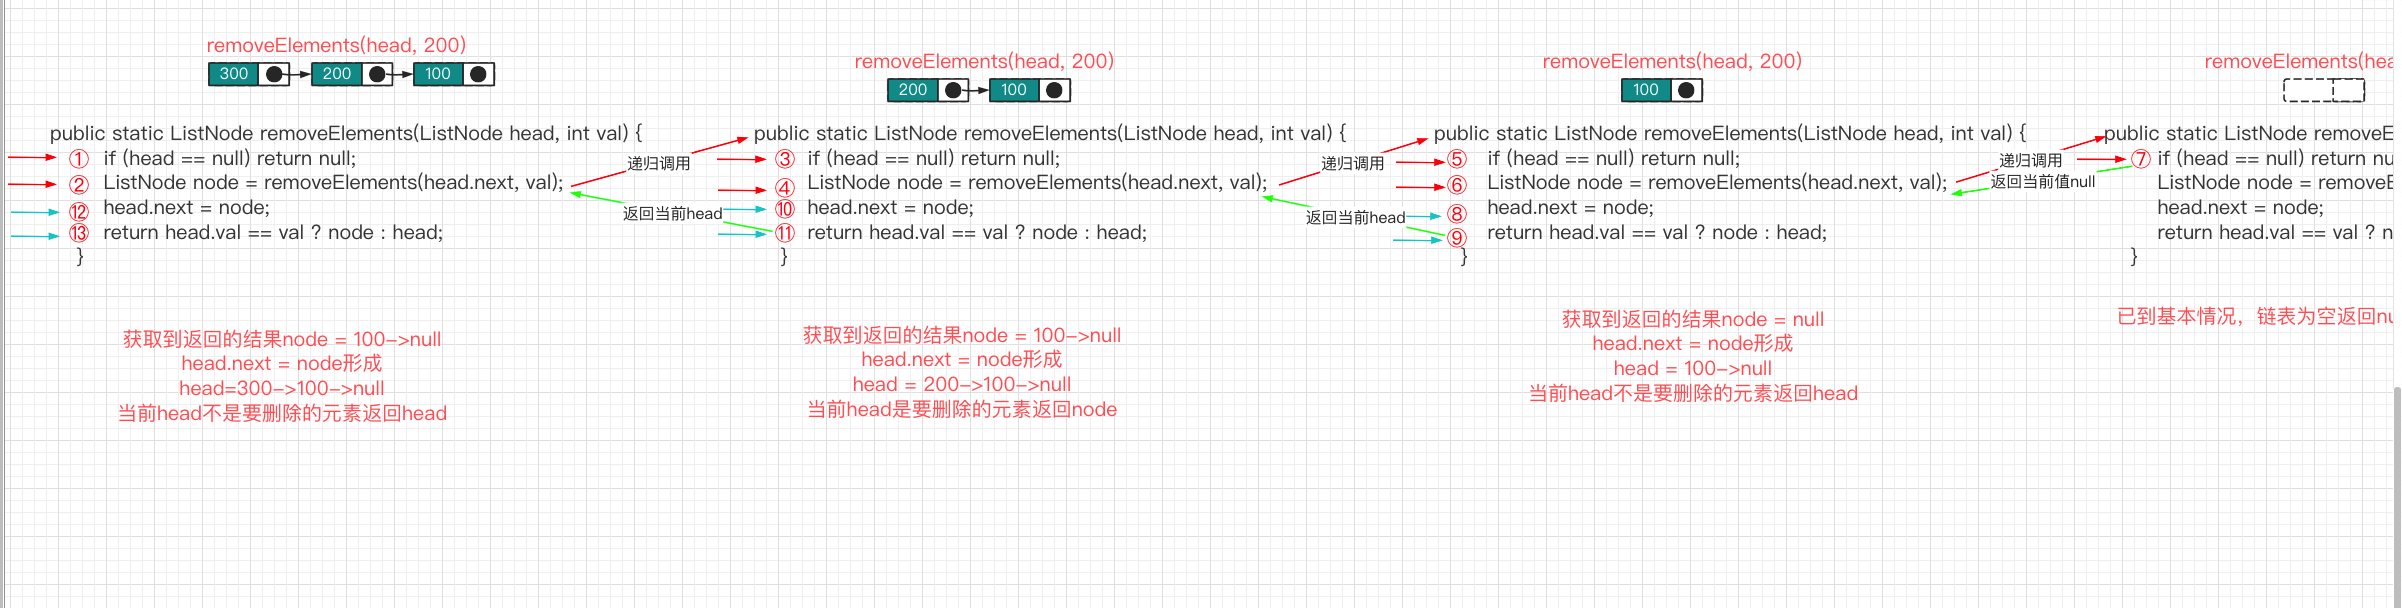 removeElements(head, 200)
300 200 100
public static ListNode removeElements(ListNode head, int val) {
① if (head == null) return null;
② ListNode node = removeElements(head.next, val);
⑫ head.next = node;
⑬ return head.val == val ? node : head;
}
获取到返回的结果node = 100->null
head.next = node形成
head=300->100->null
当前head不是要删除的元素返回head
递归调用
返回当前head
removeElements(head, 200)
200 100
public static ListNode removeElements(ListNode head, int val) {
③ if (head == null) return null;
④ ListNode node = removeElements(head.next, val);
⑩ head.next = node;
⑪ return head.val == val ? node : head;
}
获取到返回的结果node = 100->null
head.next = node形成
head = 200->100->null
当前head是要删除的元素返回node
递归调用
返回当前head
removeElements(head, 200)
100
public static ListNode removeElements(ListNode head, int val) {
⑤ if (head == null) return null;
⑥ ListNode node = removeElements(head.next, val);
⑧ head.next = node;
⑨ return head.val == val ? node : head;
}
获取到返回的结果node = null
head.next = node形成
head = 100->null
当前head不是要删除的元素返回head
递归调用
返回当前值null
removeElements(hea
public static ListNode removeE
⑦ if (head == null) return nu
ListNode node = removeE
head.next = node;
return head.val == val ? n
}
已到基本情况，链表为空返回nu